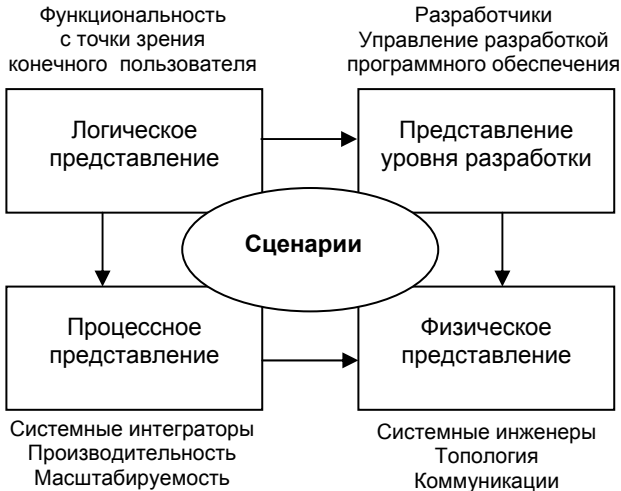 Функциональность
с точки зрения
конечного пользователя
Разработчики
Управление разработкой
программного обеспечения
Логическое
представление
Представление
уровня разработки
Сценарии
Процессное
представление
Физическое
представление
Системные интеграторы
Производительность
Масштабируемость
Системные инженеры
Топология
Коммуникации